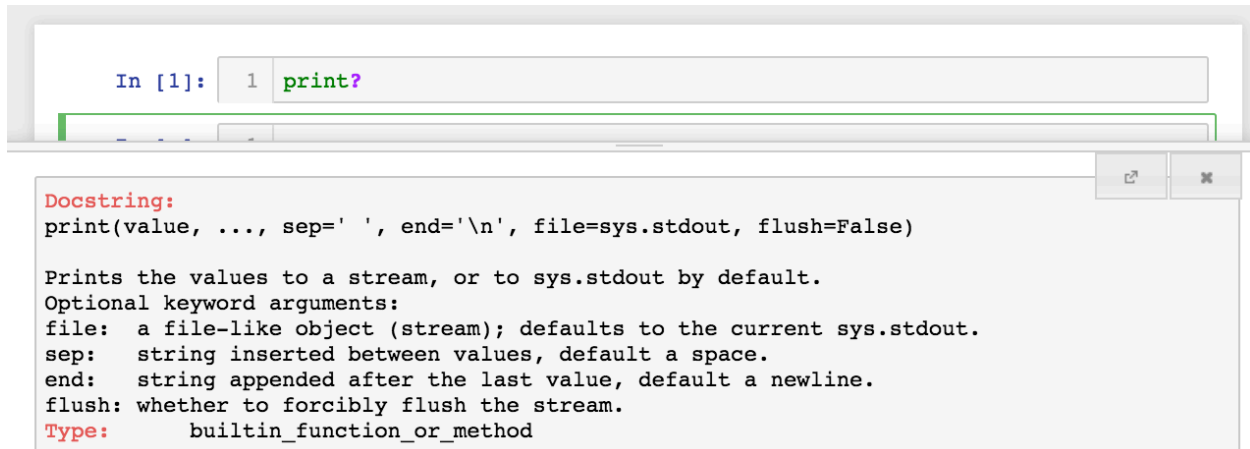 In [1]: 1 print?
Docstring:
print(value, ..., sep=' ', end='\n', file=sys.stdout, flush=False)
Prints the values to a stream, or to sys.stdout by default.
Optional keyword arguments:
file:  a file-like object (stream); defaults to the current sys.stdout.
sep:   string inserted between values, default a space.
end:   string appended after the last value, default a newline.
flush: whether to forcibly flush the stream.
Type:      builtin_function_or_method